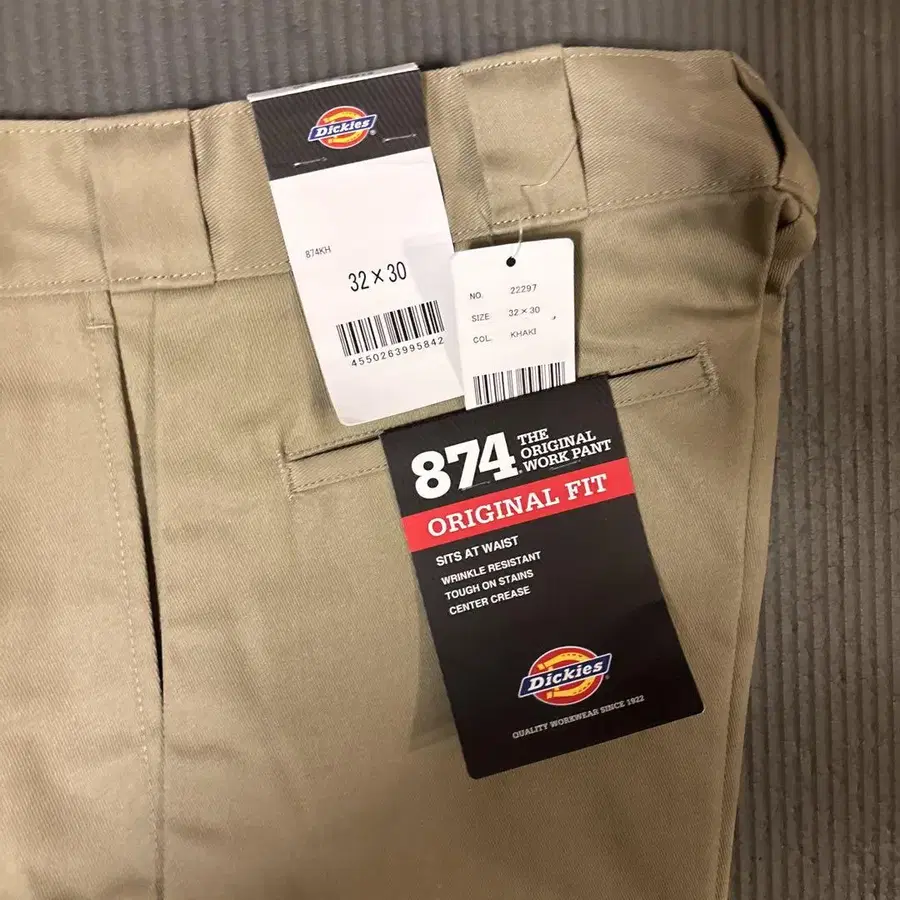 Dickies
874KH
32×30
4550263995842
NO. 22297
SIZE 32×30
COL. KHAKI
874® THE ORIGINAL WORK PANT
ORIGINAL FIT
SITS AT WAIST
WRINKLE RESISTANT
TOUGH ON STAINS
CENTER CREASE
Dickies
QUALITY WORKWEAR SINCE 1922